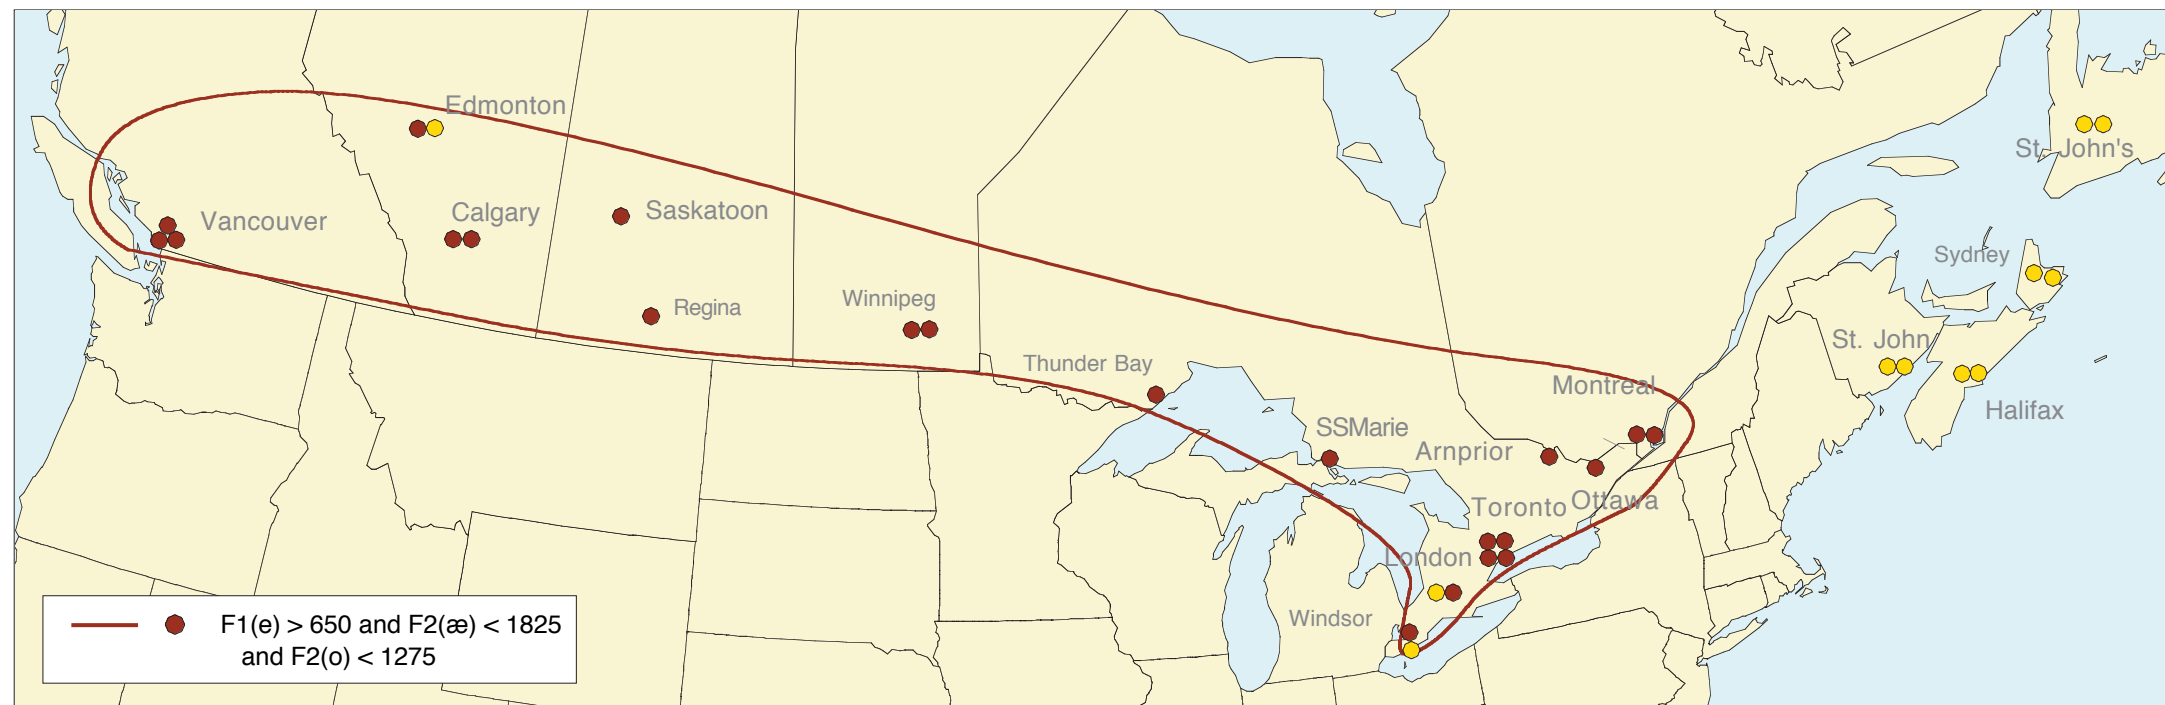 Edmonton
St. John's
Vancouver
Calgary
Saskatoon
Sydney
Winnipeg
Regina
St. John
Thunder Bay
Montreal
Halifax
SSMarie
Arnprior
Toronto
Ottawa
London
Windsor
F1(e) > 650 and F2(æ) < 1825
and F2(o) < 1275